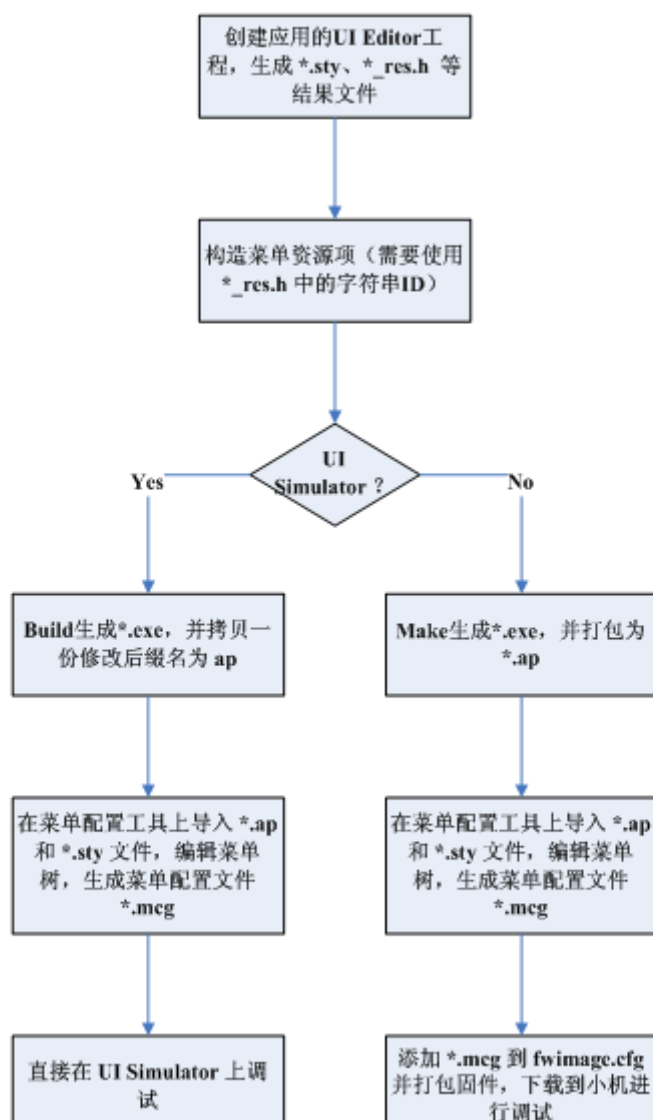 创建应用的UI Editor工
程，生成 *.sty、*_res.h 等
结果文件
构造菜单资源项（需要使用
*_res.h 中的字符串ID）
UI
Simulator ？
Yes
No
Build生成*.exe，并拷贝一
份修改后缀名为 ap
Make生成*.exe，并打包为
*.ap
在菜单配置工具上导入 *.ap
和 *.sty 文件，编辑菜单
树，生成菜单配置文件
*.mcg
在菜单配置工具上导入 *.ap
和 *.sty 文件，编辑菜单
树，生成菜单配置文件
*.mcg
直接在 UI Simulator 上调
试
添加 *.mcg 到 fwimage.cfg
并打包固件，下载到小机进
行调试